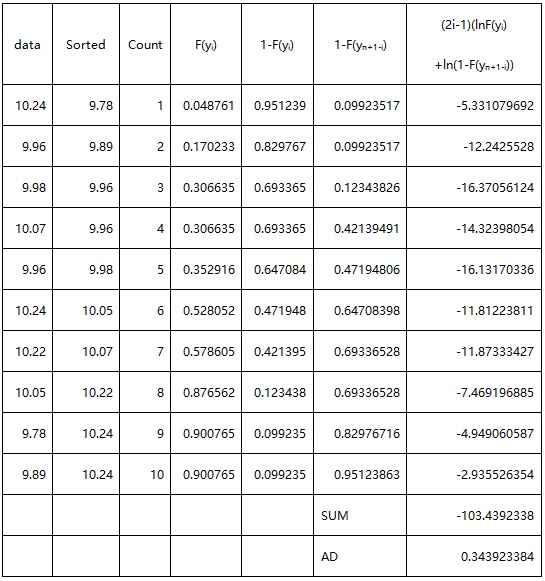 data Sorted Count F(yᵢ) 1-F(yᵢ) 1-F(yₙ₊₁₋ᵢ) (2i-1)(lnF(yᵢ)
+ln(1-F(yₙ₊₁₋ᵢ))
10.24 9.78 1 0.048761 0.951239 0.09923517 -5.331079692
9.96 9.89 2 0.170233 0.829767 0.09923517 -12.2425528
9.98 9.96 3 0.306635 0.693365 0.12343826 -16.37056124
10.07 9.96 4 0.306635 0.693365 0.42139491 -14.32398054
9.96 9.98 5 0.352916 0.647084 0.47194806 -16.13170336
10.24 10.05 6 0.528052 0.471948 0.64708398 -11.81223811
10.22 10.07 7 0.578605 0.421395 0.69336528 -11.87333427
10.05 10.22 8 0.876562 0.123438 0.69336528 -7.469196885
9.78 10.24 9 0.900765 0.099235 0.82976716 -4.949060587
9.89 10.24 10 0.900765 0.099235 0.95123863 -2.935526354
SUM -103.4392338
AD 0.343923384